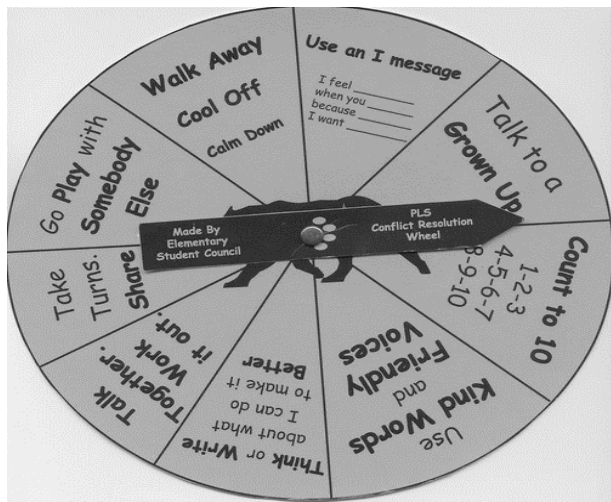 Walk Away
Cool Off
Calm Down
Use an I message
I feel
when you
because
I want
Talk to a
Grown Up
Count to 10
1-2-3
4-5-6-7
8-9-10
Use
Kind Words
and
Friendly
Voices
Think or Write
about what
I can do
to make it
Better
Talk
Together.
Work
it out.
Take
Turns.
Share
Go Play with
Somebody
Else
Made By
Elementary
Student Council
PLS
Conflict Resolution
Wheel